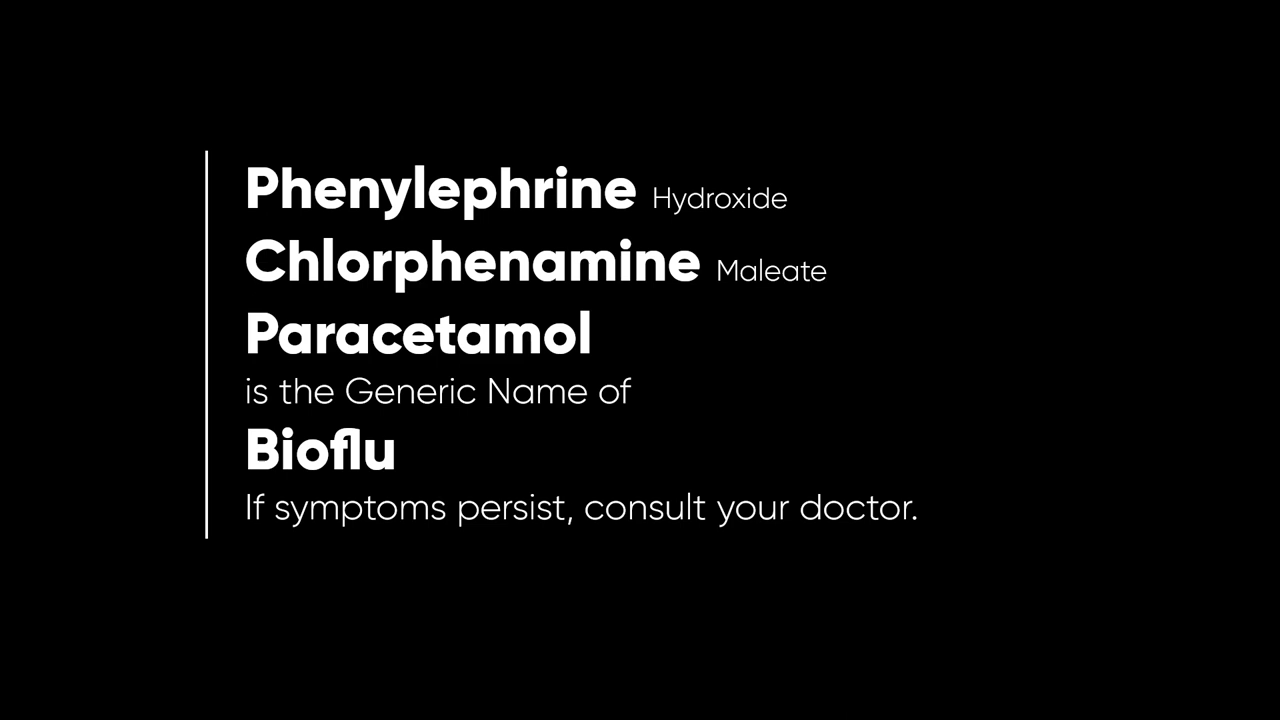 Phenylephrine Hydroxide
Chlorphenamine Maleate
Paracetamol
is the Generic Name of
Bioflu
If symptoms persist, consult your doctor.